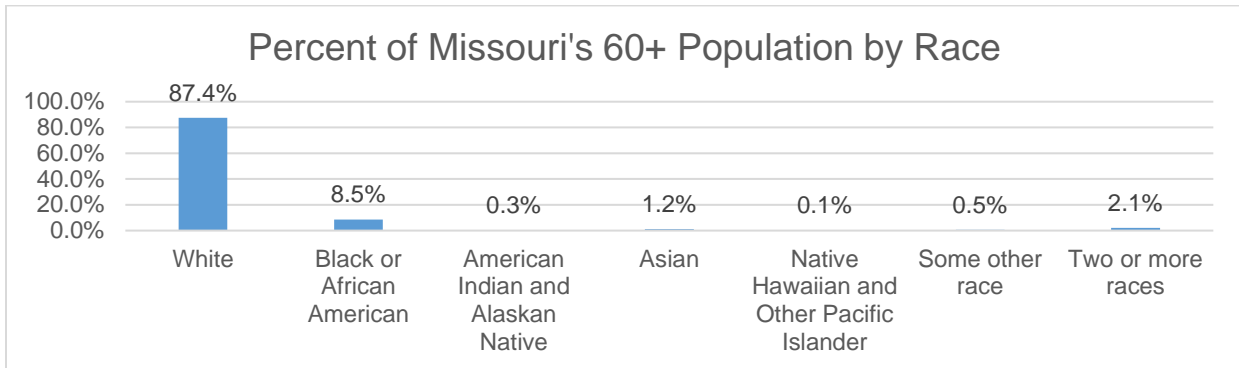 Percent of Missouri's 60+ Population by Race
87.4%
100.0%
80.0%
60.0%
40.0%
20.0%
0.0%
8.5%
0.3%
1.2%
0.1%
0.5%
2.1%
White
Black or
African
American
American
Indian and
Alaskan
Native
Asian
Native
Hawaiian and
Other Pacific
Islander
Some other
race
Two or more
races